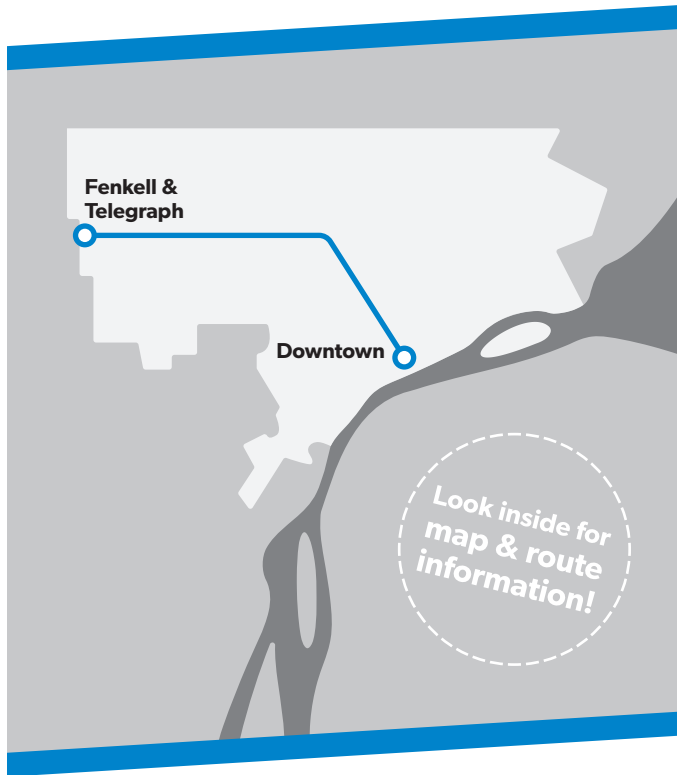 Fenkell &
Telegraph
Downtown
Look inside for
map & route
information!